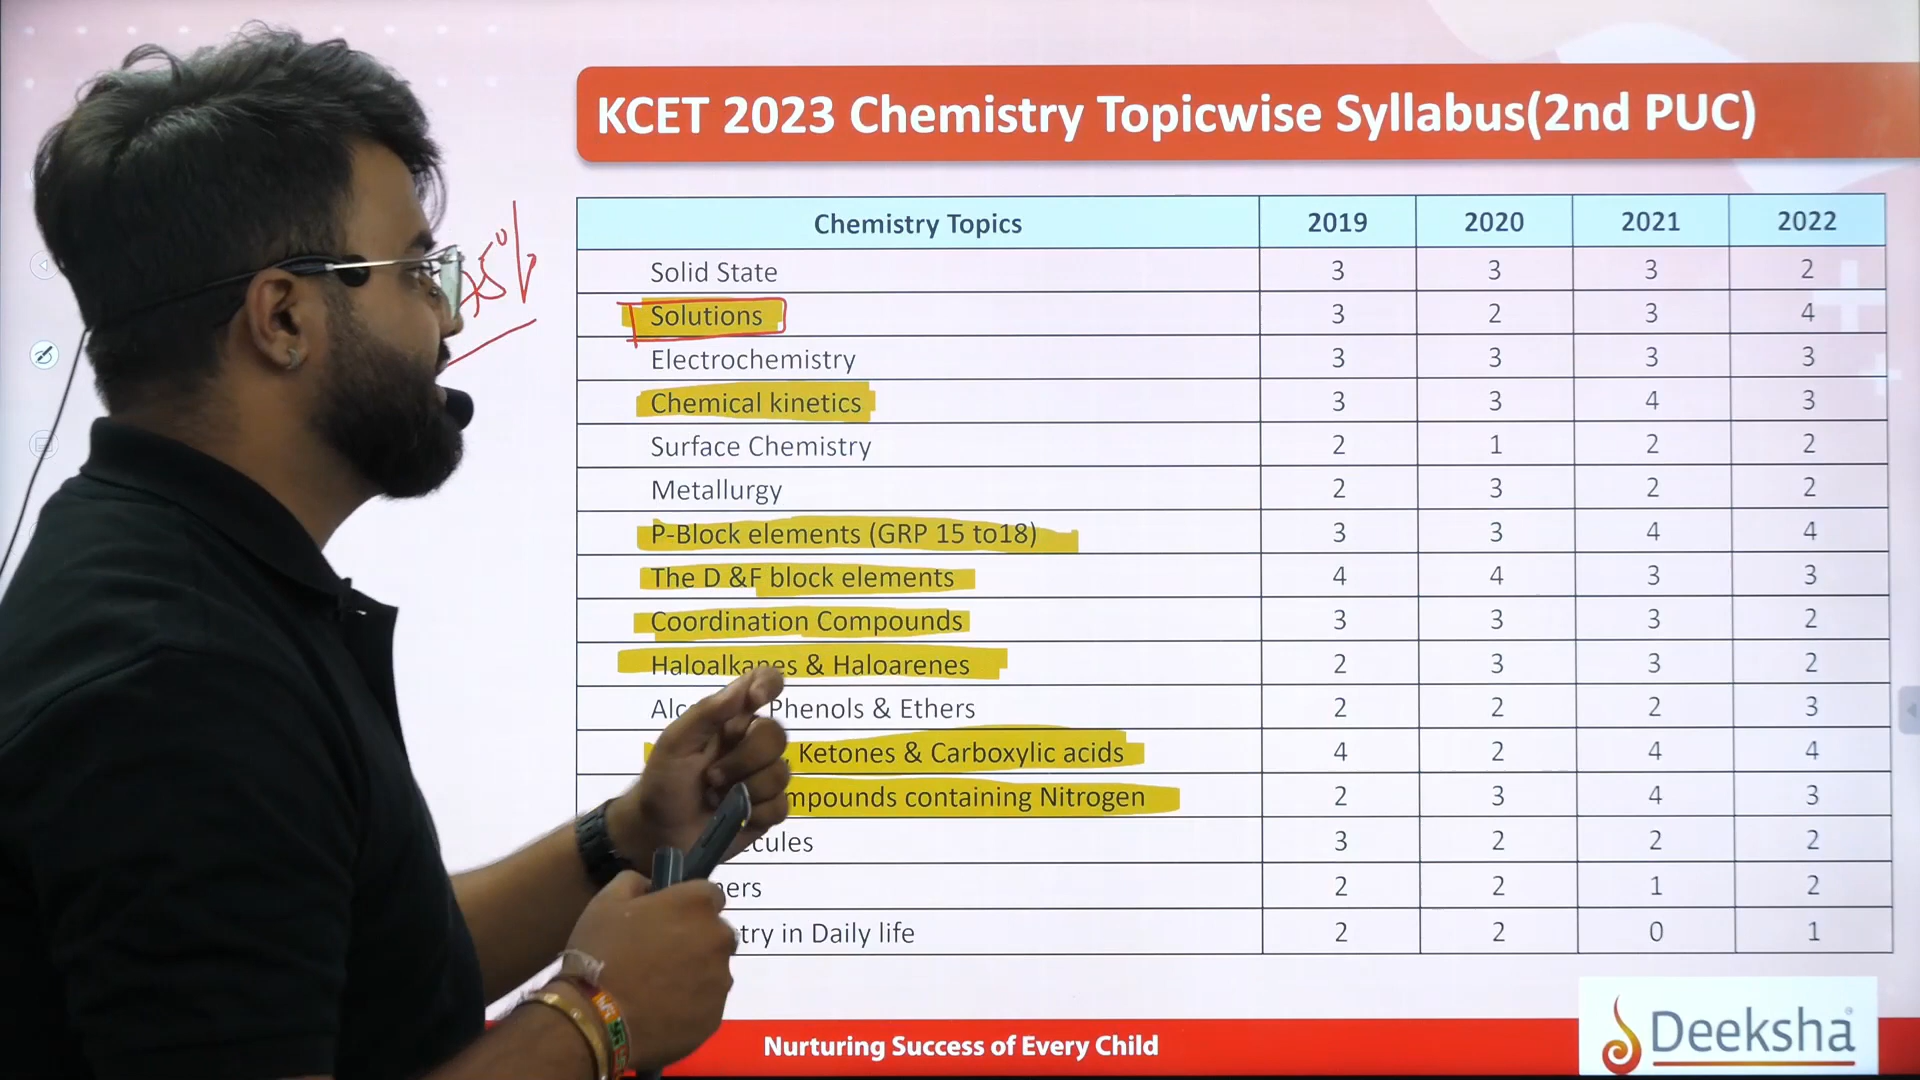 KCET 2023 Chemistry Topicwise Syllabus(2nd PUC)
Chemistry Topics 2019 2020 2021 2022
Solid State 3 3 3 2
Solutions 3 2 3 4
Electrochemistry 3 3 3 3
Chemical kinetics 3 3 4 3
Surface Chemistry 2 1 2 2
Metallurgy 2 3 2 2
P-Block elements (GRP 15 to18) 3 3 4 4
The D &F block elements 4 4 3 3
Coordination Compounds 3 3 3 2
Haloalkanes & Haloarenes 2 3 3 2
Phenols & Ethers 2 2 2 3
, Ketones & Carboxylic acids 4 2 4 4
containing Nitrogen 2 3 4 3
3 2 2 2
2 2 1 2
in Daily life 2 2 0 1
Nurturing Success of Every Child
Deeksha